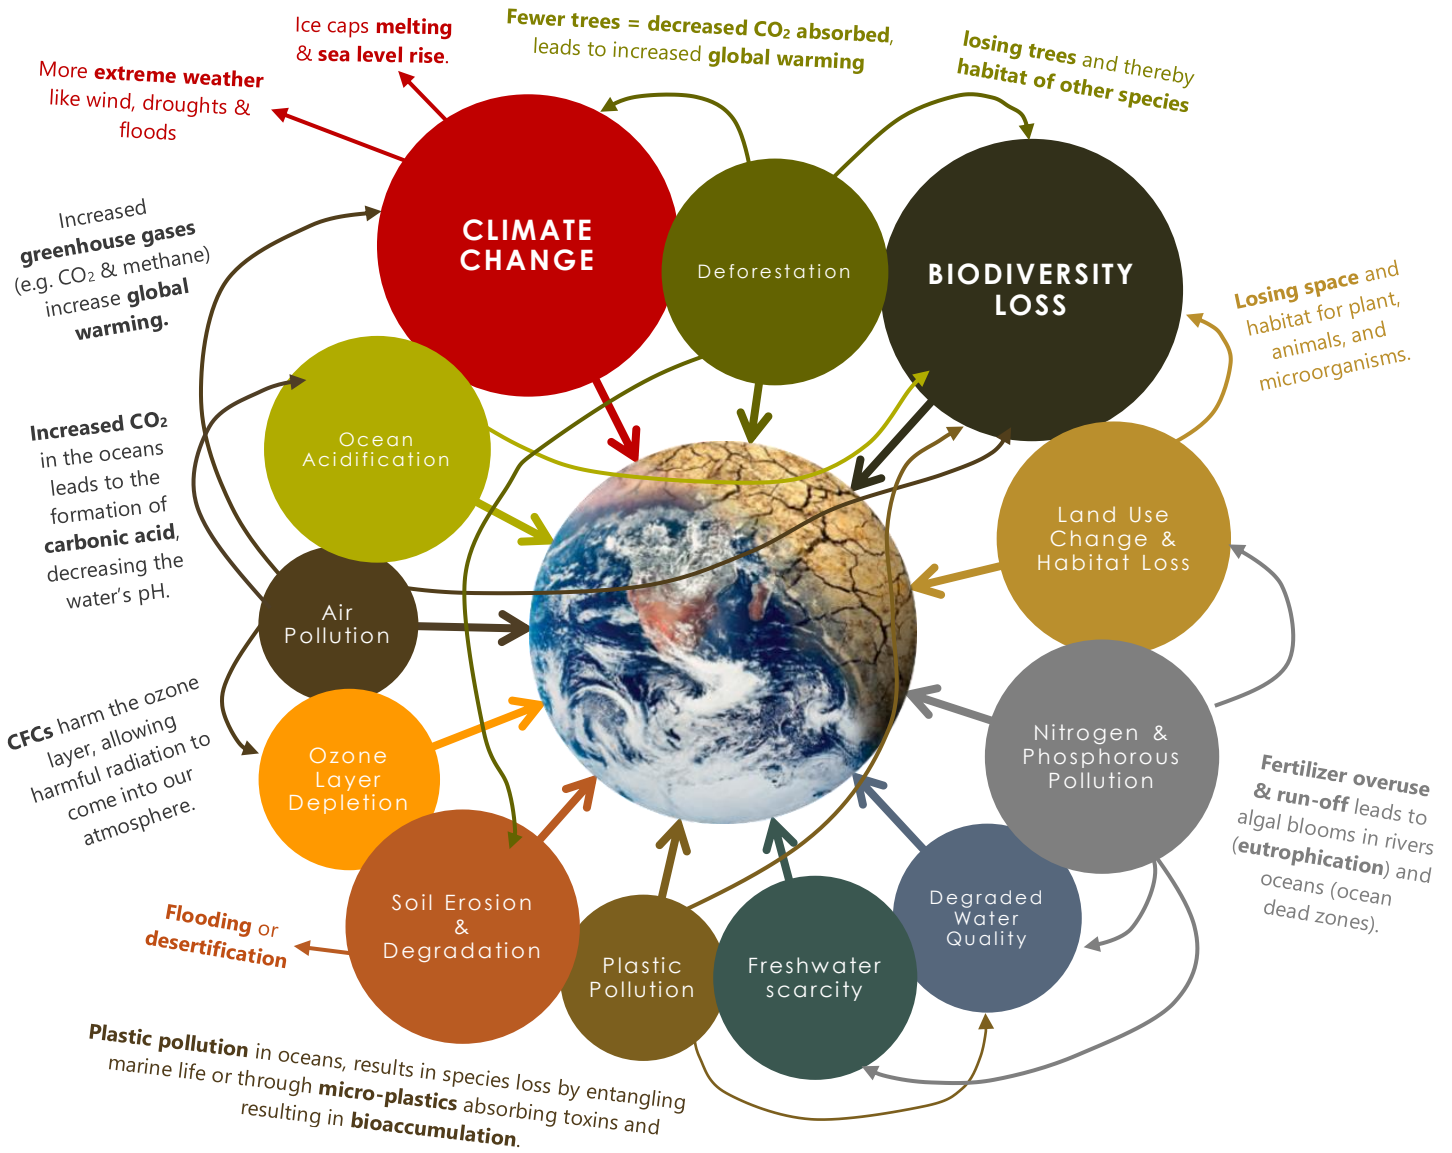 Ice caps melting
& sea level rise.
Fewer trees = decreased CO₂ absorbed,
leads to increased global warming
losing trees and thereby
habitat of other species
More extreme weather
like wind, droughts &
floods
Increased
greenhouse gases
(e.g. CO₂ & methane)
increase global
warming.
CLIMATE
CHANGE
Deforestation
BIODIVERSITY
LOSS
Losing space and
habitat for plant,
animals, and
microorganisms.
Increased CO₂
in the oceans
leads to the
formation of
carbonic acid,
decreasing the
water's pH.
Ocean
Acidification
Land Use
Change &
Habitat Loss
Air
Pollution
CFCs harm the ozone
layer, allowing
harmful radiation to
come into our
atmosphere.
Ozone
Layer
Depletion
Nitrogen &
Phosphorous
Pollution
Fertilizer overuse
& run-off leads to
algal blooms in rivers
(eutrophication) and
oceans (ocean
dead zones).
Flooding or
desertification
Soil Erosion
&
Degradation
Plastic
Pollution
Freshwater
scarcity
Degraded
Water
Quality
Plastic pollution in oceans, results in species loss by entangling
marine life or through micro-plastics absorbing toxins and
resulting in bioaccumulation.